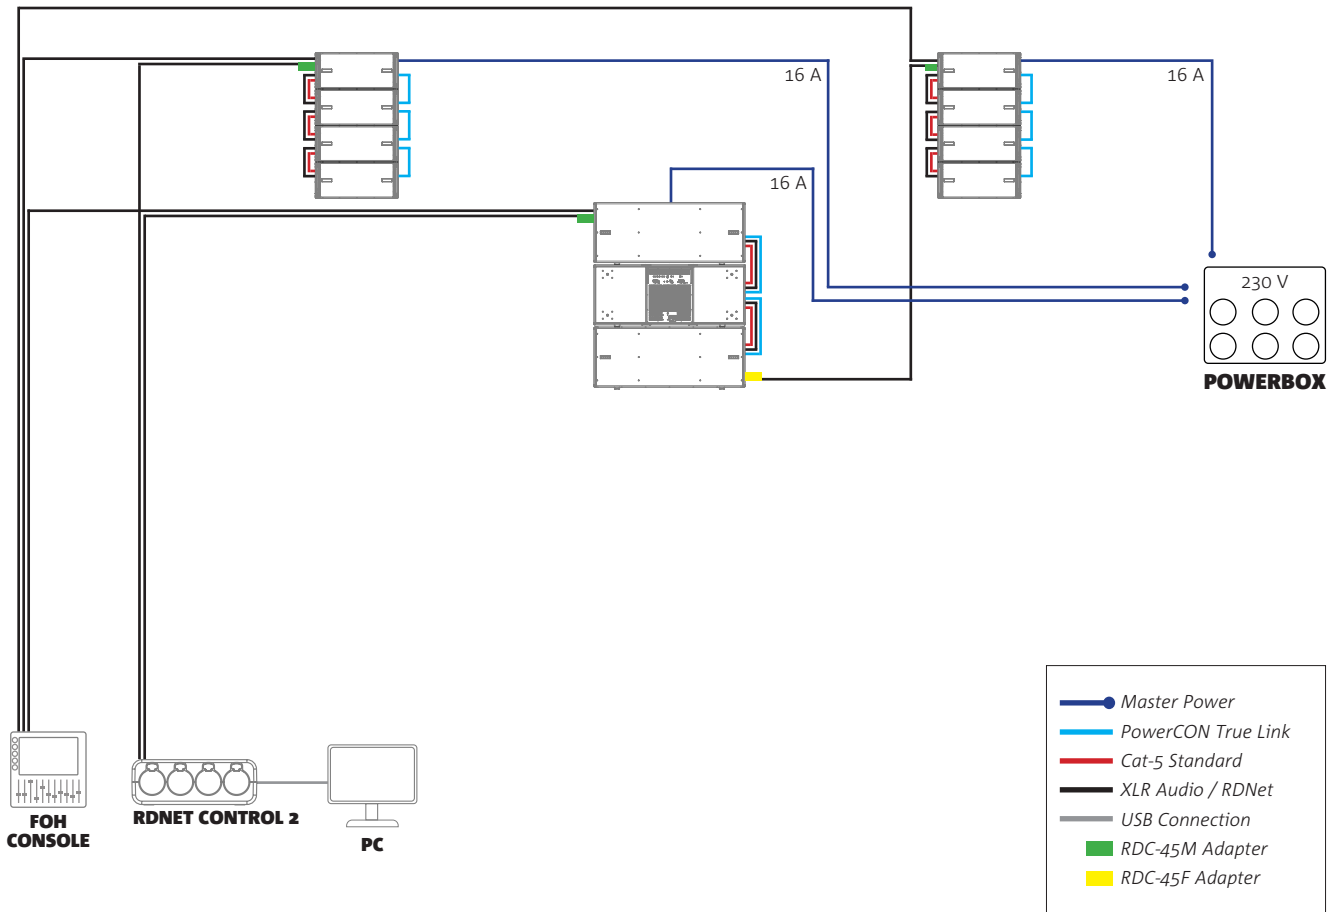 16 A
16 A
16 A
230 V
POWERBOX
FOH
CONSOLE
RDNET CONTROL 2
PC
Master Power
PowerCON True Link
Cat-5 Standard
XLR Audio / RDNet
USB Connection
RDC-45M Adapter
RDC-45F Adapter